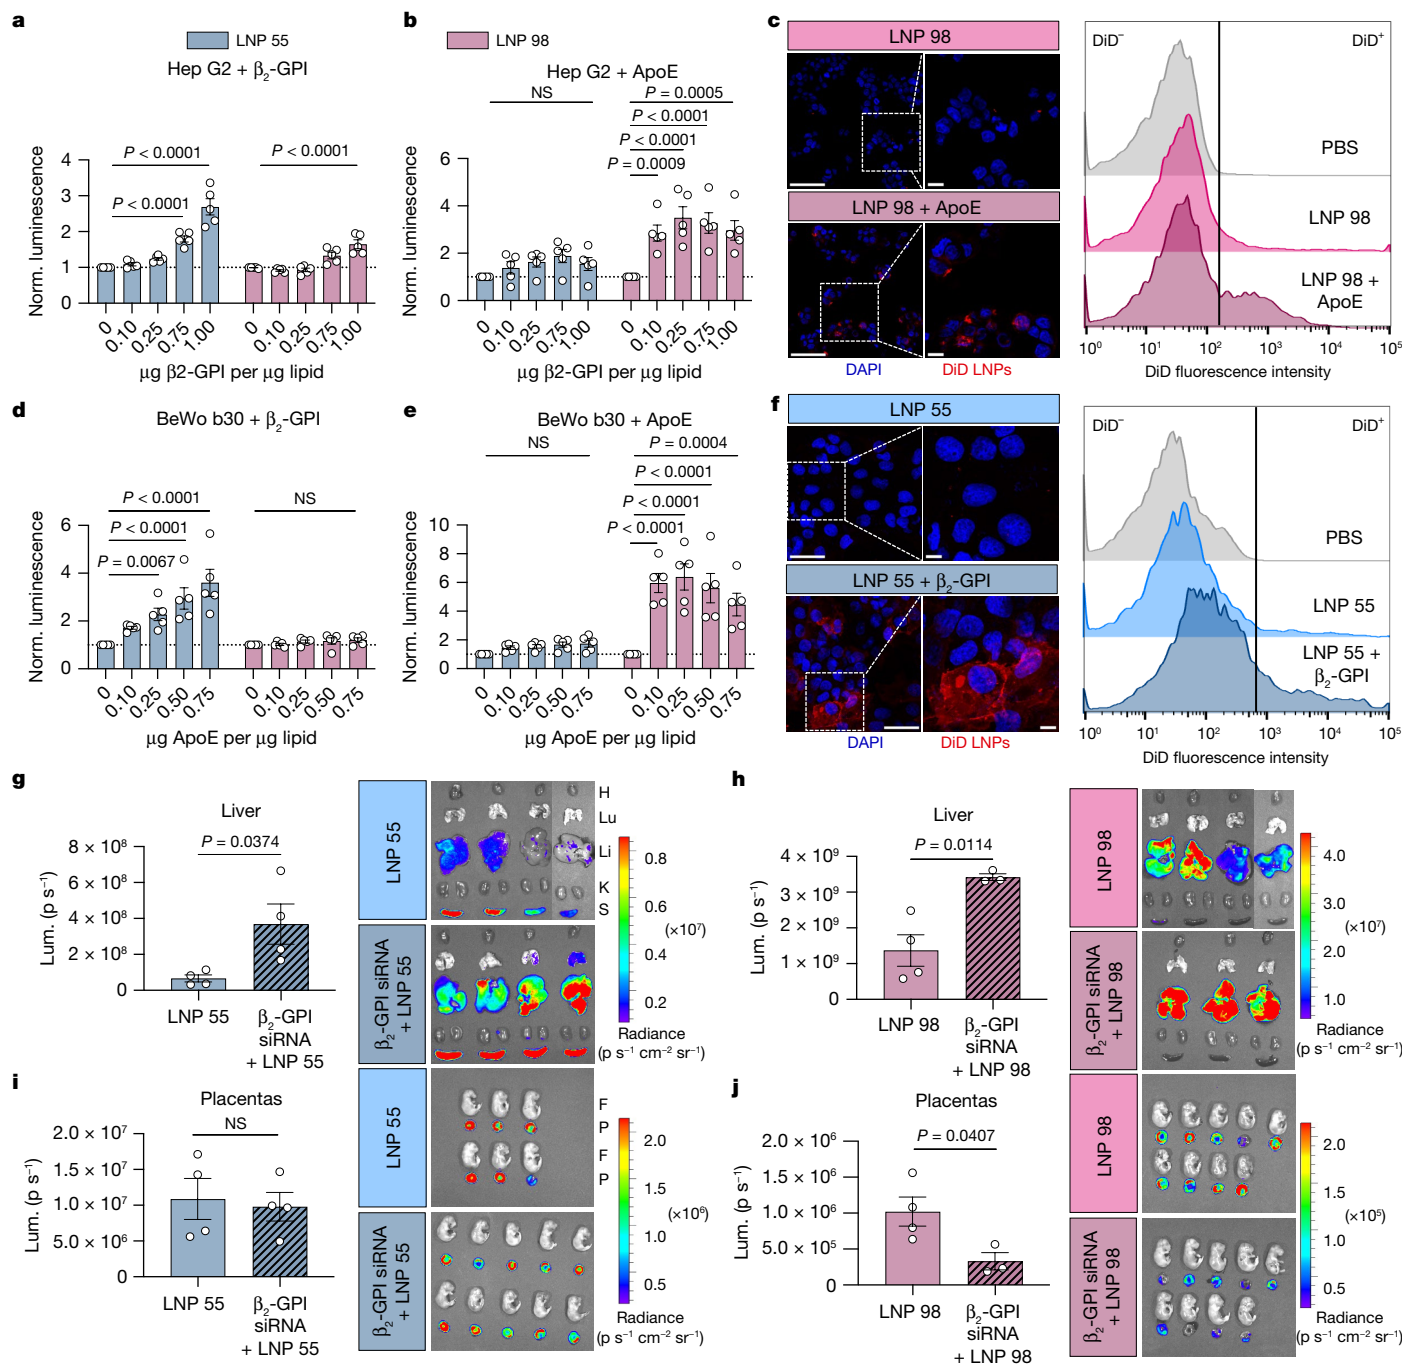 a
LNP 55
Hep G2 + β₂-GPI
Norm. luminescence
4
3
2
1
0
P < 0.0001
P < 0.0001
P < 0.0001
0
0.10
0.25
0.75
1.00
0
0.10
0.25
0.75
1.00
μg β2-GPI per μg lipid
b
LNP 98
Hep G2 + ApoE
Norm. luminescence
6
4
2
0
NS
P = 0.0005
P < 0.0001
P < 0.0001
P = 0.0009
0
0.10
0.25
0.75
1.00
0
0.10
0.25
0.75
1.00
μg β2-GPI per μg lipid
c
LNP 98
LNP 98 + ApoE
DAPI
DiD LNPs
DiD⁻
DiD⁺
PBS
LNP 98
LNP 98 +
ApoE
10⁰
10¹
10²
10³
10⁴
10⁵
DiD fluorescence intensity
d
BeWo b30 + β₂-GPI
Norm. luminescence
6
4
2
0
P < 0.0001
P < 0.0001
P = 0.0067
NS
0
0.10
0.25
0.50
0.75
0
0.10
0.25
0.50
0.75
μg ApoE per μg lipid
e
BeWo b30 + ApoE
Norm. luminescence
10
8
6
4
2
0
NS
P = 0.0004
P < 0.0001
P < 0.0001
P < 0.0001
0
0.10
0.25
0.50
0.75
0
0.10
0.25
0.50
0.75
μg ApoE per μg lipid
f
LNP 55
LNP 55 + β₂-GPI
DAPI
DiD LNPs
DiD⁻
DiD⁺
PBS
LNP 55
LNP 55 +
β₂-GPI
10⁰
10¹
10²
10³
10⁴
10⁵
DiD fluorescence intensity
g
Liver
Lum. (p s⁻¹)
8 × 10⁸
6 × 10⁸
4 × 10⁸
2 × 10⁸
0
P = 0.0374
LNP 55
β₂-GPI
siRNA
+ LNP 55
LNP 55
β₂-GPI siRNA
+ LNP 55
H
Lu
Li
K
S
0.8
0.6
(×10⁷)
0.4
0.2
Radiance
(p s⁻¹ cm⁻² sr⁻¹)
h
Liver
Lum. (p s⁻¹)
4 × 10⁹
3 × 10⁹
2 × 10⁹
1 × 10⁹
0
P = 0.0114
LNP 98
β₂-GPI
siRNA
+ LNP 98
LNP 98
β₂-GPI siRNA
+ LNP 98
4.0
3.0
(×10⁷)
2.0
1.0
Radiance
(p s⁻¹ cm⁻² sr⁻¹)
i
Placentas
Lum. (p s⁻¹)
2.0 × 10⁷
1.5 × 10⁷
1.0 × 10⁷
5.0 × 10⁶
0
NS
LNP 55
β₂-GPI
siRNA
+ LNP 55
LNP 55
β₂-GPI siRNA
+ LNP 55
F
P
F
P
2.0
1.5
(×10⁶)
1.0
0.5
Radiance
(p s⁻¹ cm⁻² sr⁻¹)
j
Placentas
Lum. (p s⁻¹)
2.0 × 10⁶
1.5 × 10⁶
1.0 × 10⁶
5.0 × 10⁵
0
P = 0.0407
LNP 98
β₂-GPI
siRNA
+ LNP 98
LNP 98
β₂-GPI siRNA
+ LNP 98
2.0
1.5
(×10⁵)
1.0
0.5
Radiance
(p s⁻¹ cm⁻² sr⁻¹)